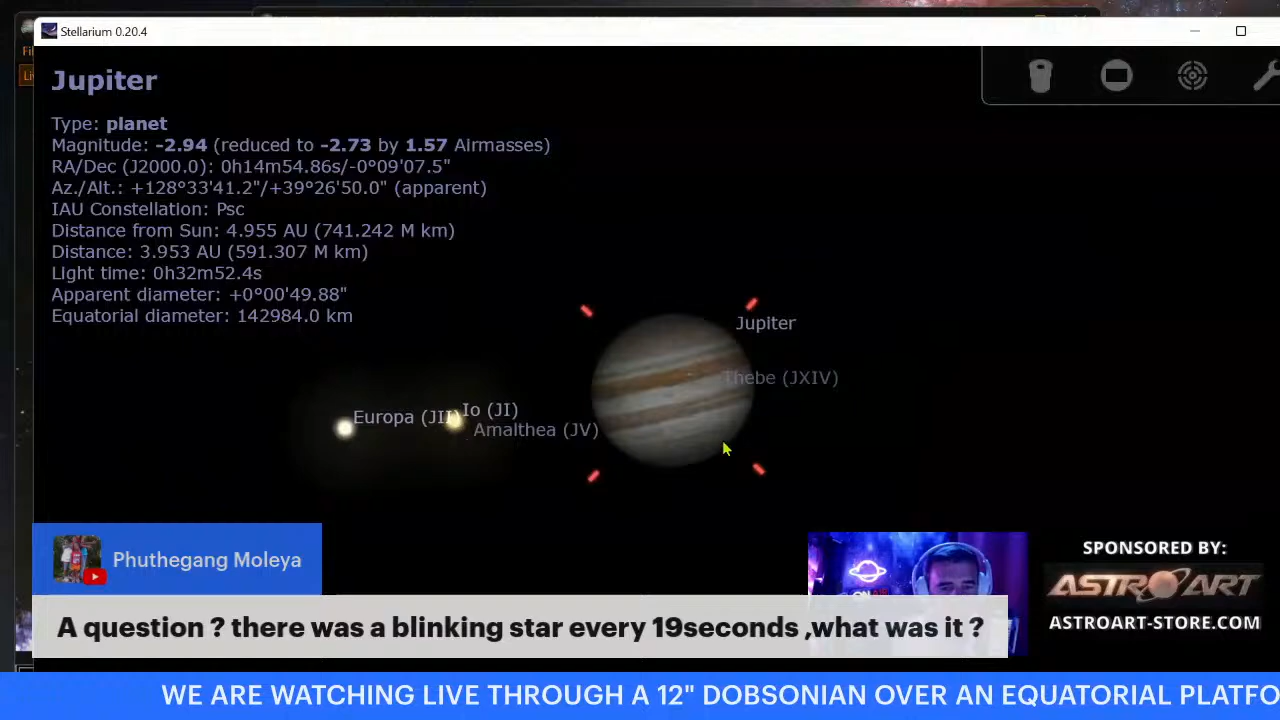 Stellarium 0.20.4
Jupiter
Type: planet
Magnitude: -2.94 (reduced to -2.73 by 1.57 Airmasses)
RA/Dec (J2000.0): 0h14m54.86s/-0°09'07.5"
Az./Alt.: +128°33'41.2"/+39°26'50.0" (apparent)
IAU Constellation: Psc
Distance from Sun: 4.955 AU (741.242 M km)
Distance: 3.953 AU (591.307 M km)
Light time: 0h32m52.4s
Apparent diameter: +0°00'49.88"
Equatorial diameter: 142984.0 km
Jupiter
Thebe (JXIV)
Europa (JII)
Io (JI)
Amalthea (JV)
Phuthegang Moleya
A question ? there was a blinking star every 19seconds ,what was it ?
SPONSORED BY:
ASTROART
ASTROART-STORE.COM
WE ARE WATCHING LIVE THROUGH A 12" DOBSONIAN OVER AN EQUATORIAL PLATFO